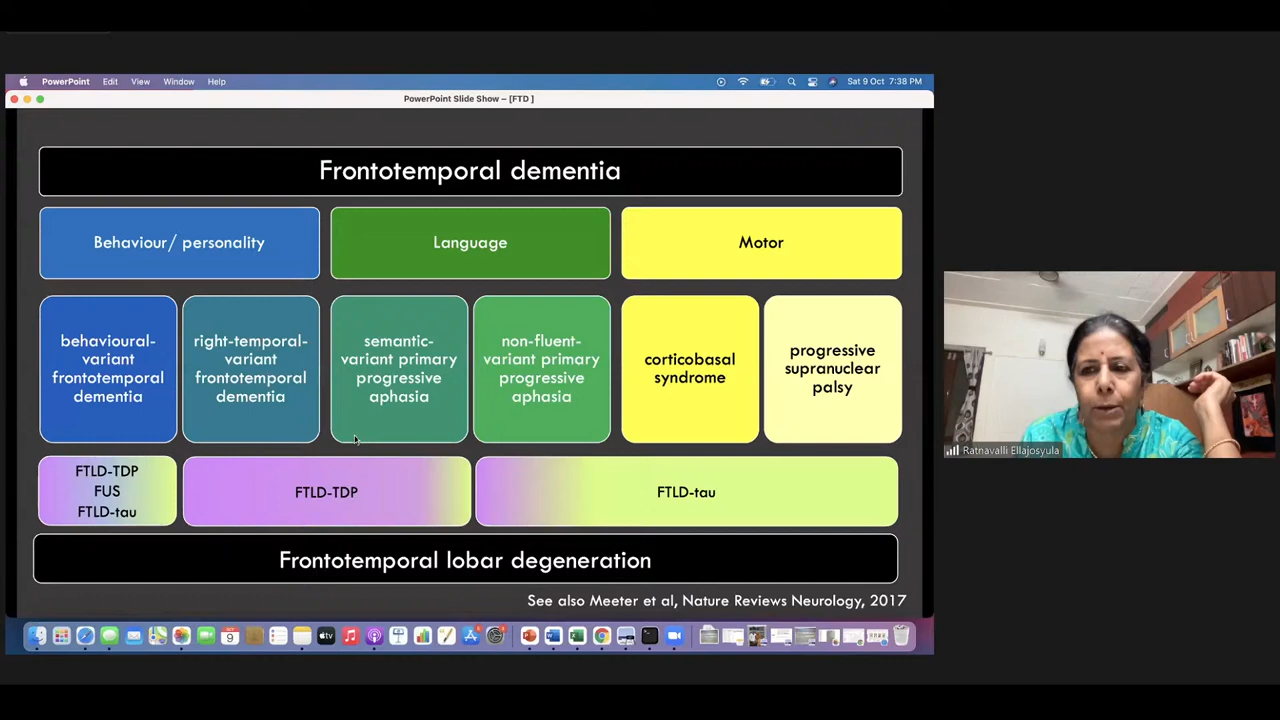 PowerPoint Edit View Window Help Sat 9 Oct 7:38 PM
PowerPoint Slide Show – [FTD ]
Frontotemporal dementia
Behaviour/ personality
Language
Motor
behavioural-
variant
frontotemporal
dementia
right-temporal-
variant
frontotemporal
dementia
semantic-
variant primary
progressive
aphasia
non-fluent-
variant primary
progressive
aphasia
corticobasal
syndrome
progressive
supranuclear
palsy
FTLD-TDP
FUS
FTLD-tau
FTLD-TDP
FTLD-tau
Frontotemporal lobar degeneration
See also Meeter et al, Nature Reviews Neurology, 2017
Ratnavalli Ellajosyula